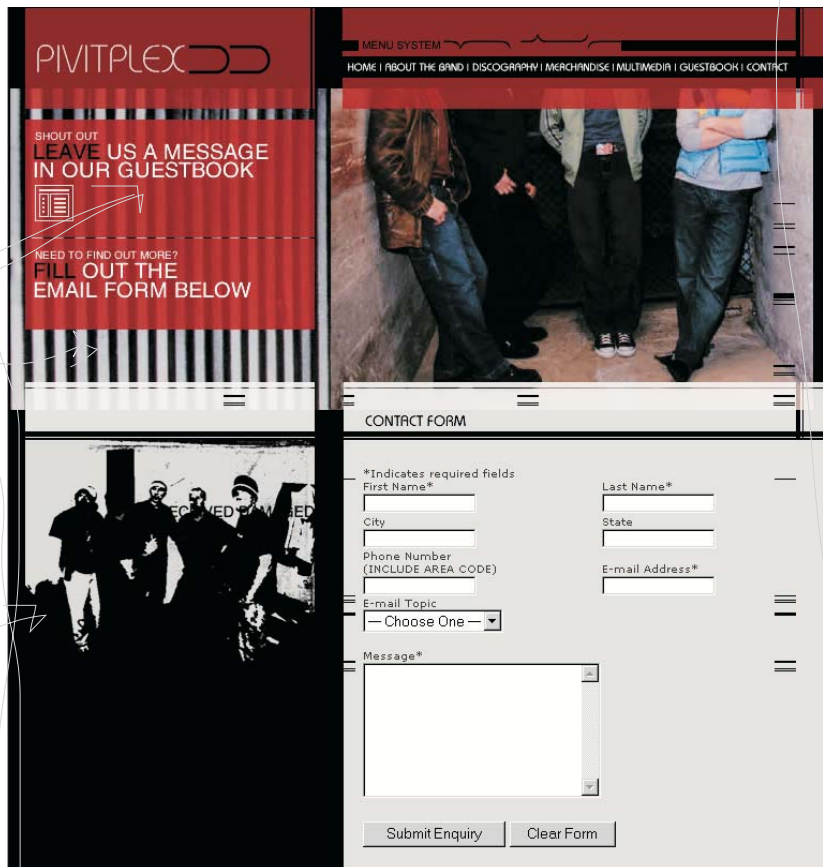 PIVITPLEX
MENU SYSTEM
HOME | ABOUT THE BAND | DISCOGRAPHY | MERCHANDISE | MULTIMEDIA | GUESTBOOK | CONTACT
SHOUT OUT
LEAVE US A MESSAGE
IN OUR GUESTBOOK
NEED TO FIND OUT MORE?
FILL OUT THE
EMAIL FORM BELOW
CONTACT FORM
*Indicates required fields
First Name* Last Name*
City State
Phone Number
(INCLUDE AREA CODE) E-mail Address*
E-mail Topic
— Choose One —
Message*
Submit Enquiry Clear Form